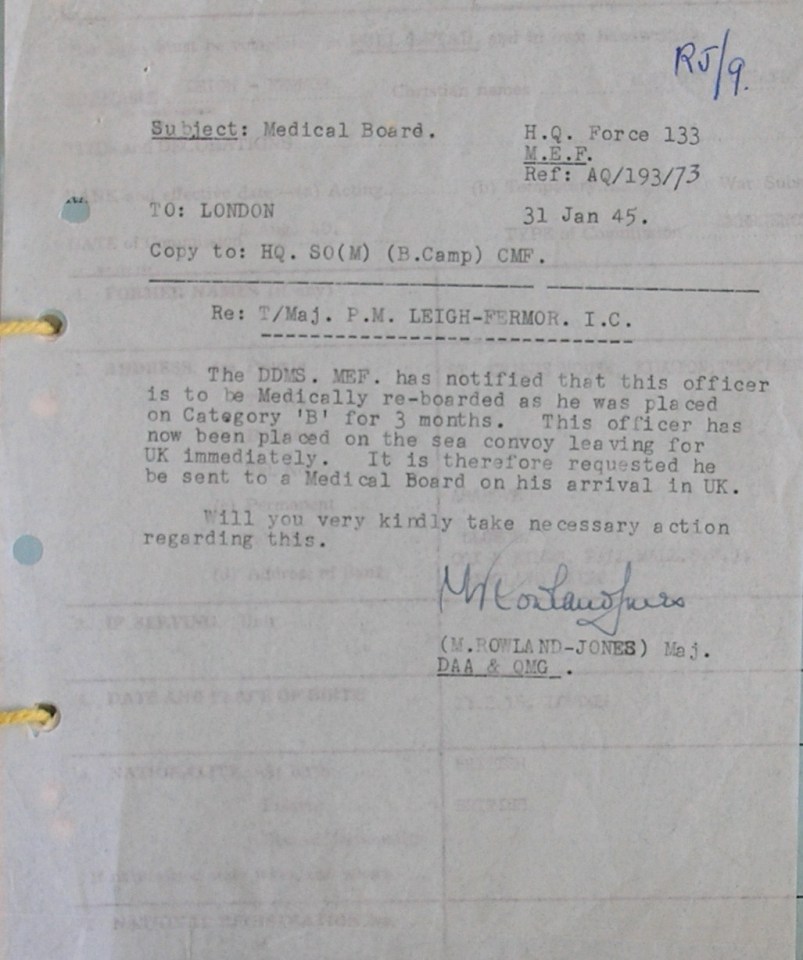 RJ/9.
Subject: Medical Board.
H.Q. Force 133
M.E.F.
Ref: AQ/193/73
TO: LONDON
31 Jan 45.
Copy to: HQ. SO(M) (B.Camp) CMF.
Re: T/Maj. P.M. LEIGH-FERMOR. I.C.
The DDMS. MEF. has notified that this officer
is to be Medically re-boarded as he was placed
on Category 'B' for 3 months. This officer has
now been placed on the sea convoy leaving for
UK immediately. It is therefore requested he
be sent to a Medical Board on his arrival in UK.
Will you very kindly take necessary action
regarding this.
M Rowland Jones
(M.ROWLAND-JONES) Maj.
DAA & QMG.